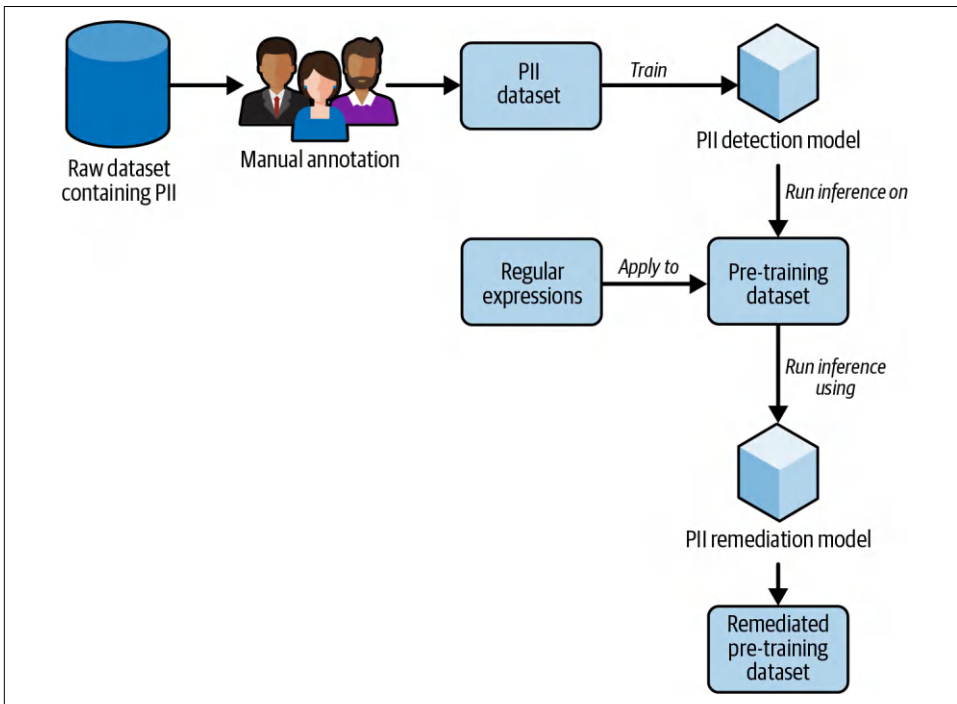 PII
dataset
Train
Raw dataset
containing PII
Manual annotation
PII detection model
Run inference on
Regular
expressions
Apply to
Pre-training
dataset
Run inference
using
PII remediation model
Remediated
pre-training
dataset